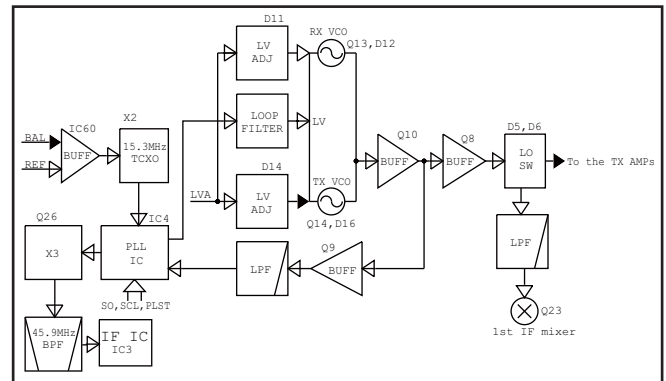 D11
LV
ADJ
RX VCO
Q13,D12
X2
IC60
BAL
REF
BUFF
15.3MHz
TCXO
LOOP
FILTER
LV
Q10
BUFF
Q8
BUFF
D5,D6
LO
SW
To the TX AMPs
D14
LVA
LV
ADJ
TX VCO
Q14,D16
Q26
X3
IC4
PLL
IC
SO,SCL,PLST
LPF
Q9
BUFF
LPF
Q23
1st IF mixer
45.9MHz
BPF
IF IC
IC3